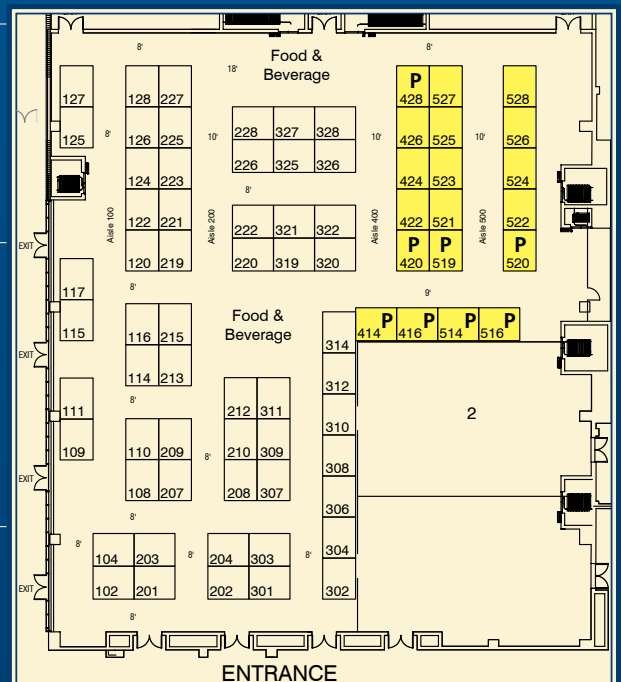 8'
8'
Food &
Beverage
18'
P
127 128 227 428 527 528
125 8' 126 225 10' 228 327 328 10' 426 525 10' 526
226 325 326
124 223 424 523 524
8'
Aisle 100 Aisle 200 Aisle 400 Aisle 500
122 221 222 321 322 422 521 522
P P P
120 219 220 319 320 420 519 520
EXIT
117 8' 9'
Food &
Beverage
P P P P
115 116 215 314 414 416 514 516
EXIT
114 213 312
8'
111 212 311 310 2
109 110 209 8' 210 309 308
EXIT
108 207 208 307 306
8'
8' 104 203 8' 204 303 8' 304
EXIT
102 201 202 301 302
8'
ENTRANCE